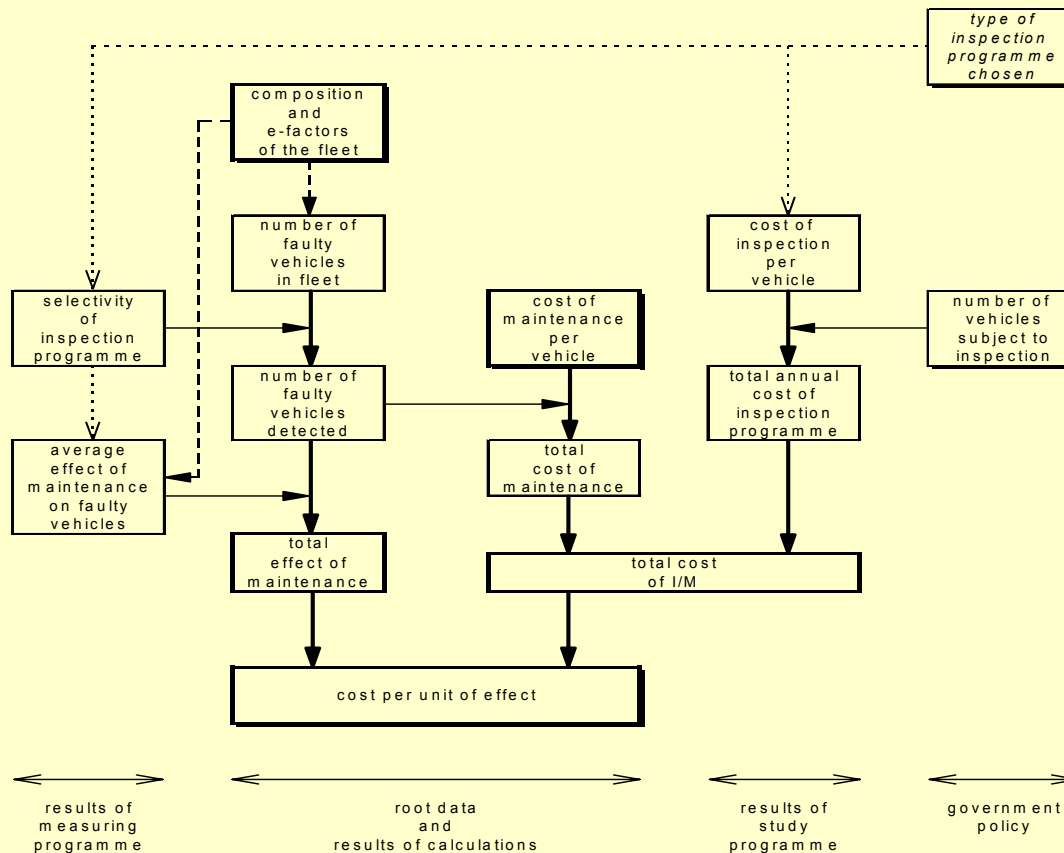 type of
inspection
programme
chosen
composition
and
e-factors
of the fleet
number of
faulty
vehicles
in fleet
cost of
inspection
per
vehicle
selectivity
of
inspection
programme
cost of
maintenance
per
vehicle
number of
vehicles
subject to
inspection
number of
faulty
vehicles
detected
total annual
cost of
inspection
programme
average
effect of
maintenance
on faulty
vehicles
total
cost of
maintenance
total
effect of
maintenance
total cost
of I/M
cost per unit of effect
results of
measuring
programme
root data
and
results of calculations
results of
study
programme
government
policy